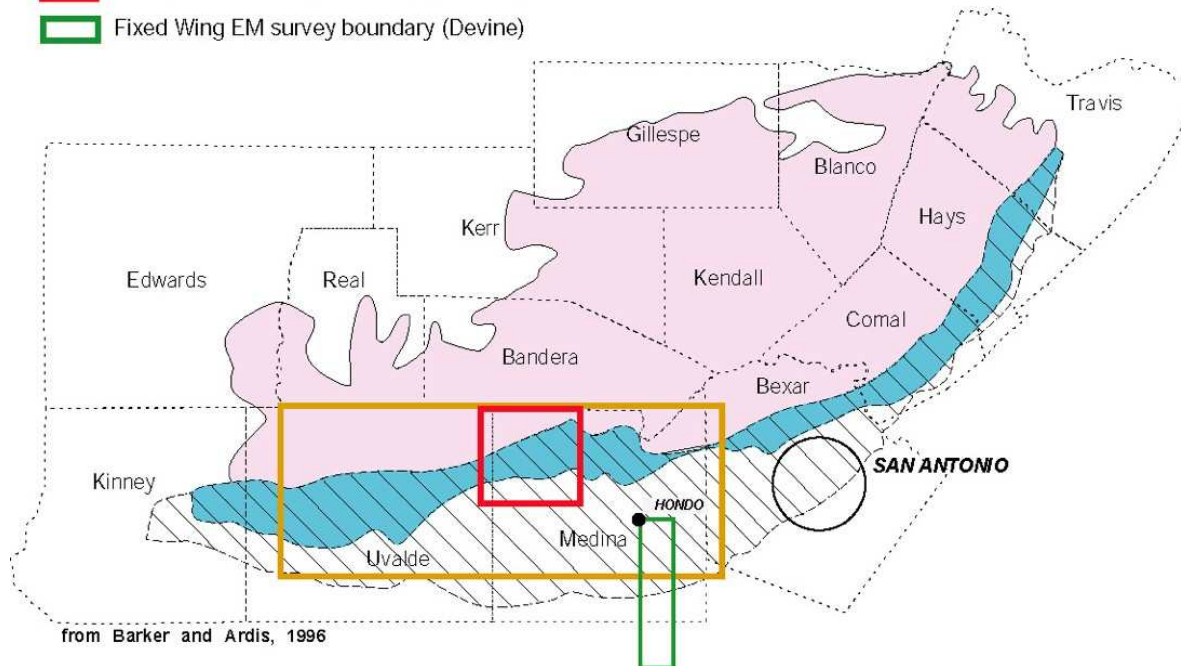 Fixed Wing EM survey boundary (Devine)
Travis
Gillespe
Blanco
Hays
Kerr
Edwards
Real
Kendall
Comal
Bandera
Bexar
SAN ANTONIO
Kinney
HONDO
Medina
Uvalde
from Barker and Ardis, 1996